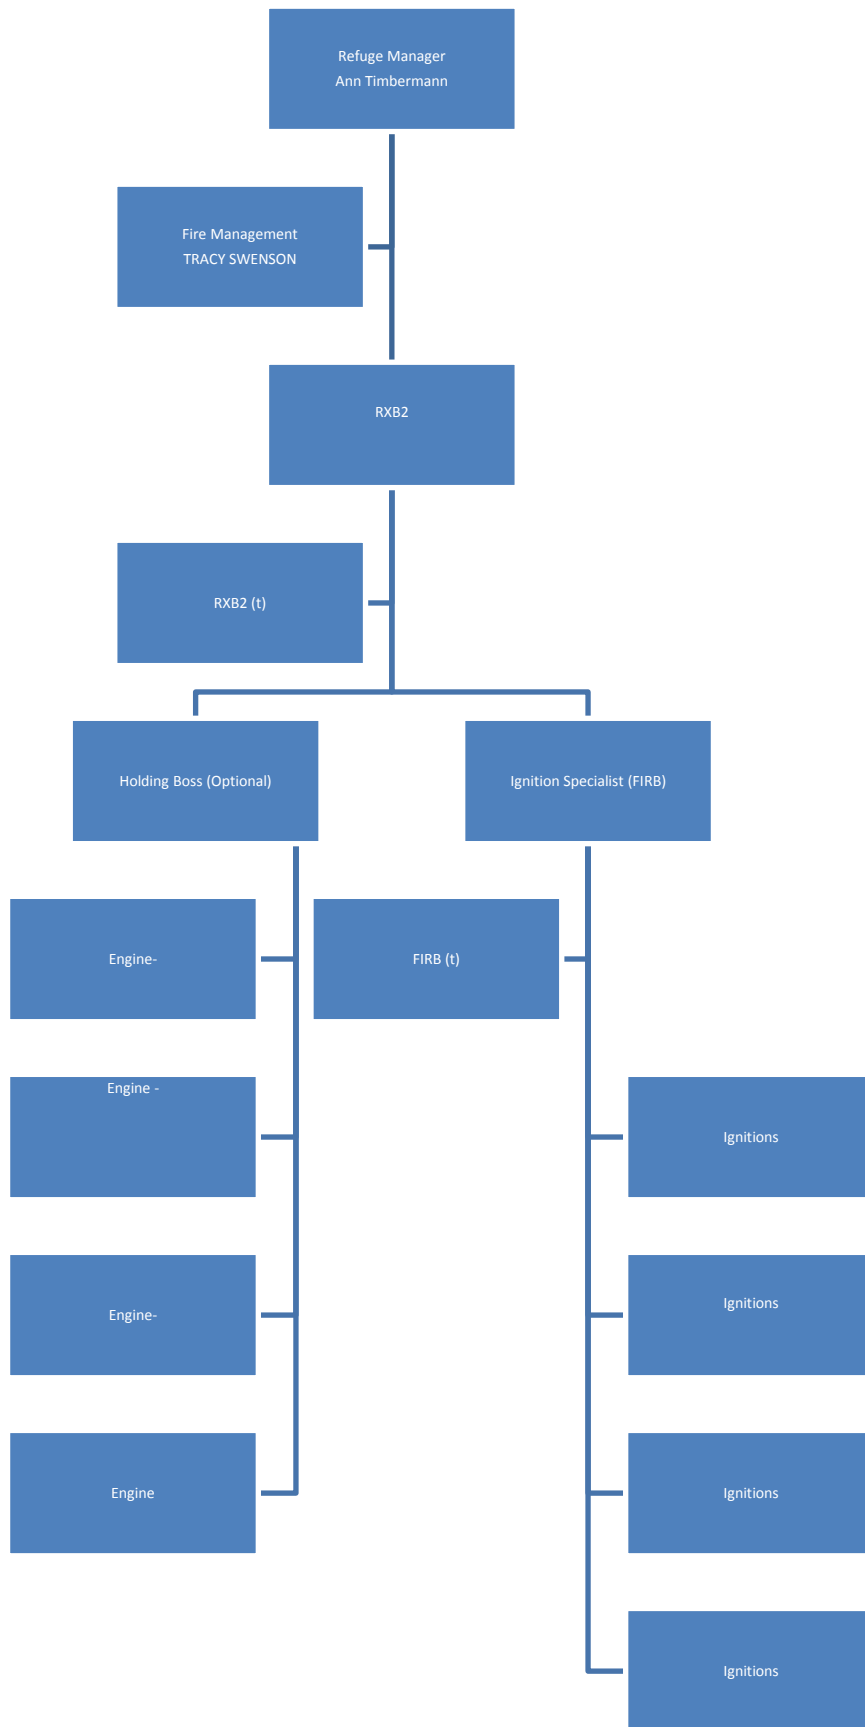 Refuge Manager
Ann Timbermann
Fire Management
TRACY SWENSON
RXB2
RXB2 (t)
Holding Boss (Optional)
Ignition Specialist (FIRB)
Engine-
FIRB (t)
Engine -
Ignitions
Engine-
Ignitions
Engine
Ignitions
Ignitions